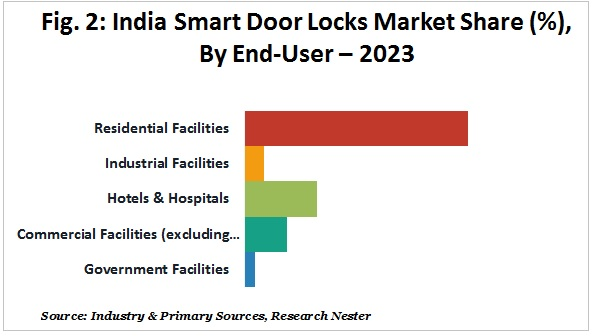 Fig. 2: India Smart Door Locks Market Share (%),
By End-User – 2023
Residential Facilities
Industrial Facilities
Hotels & Hospitals
Commercial Facilities (excluding...
Government Facilities
Source: Industry & Primary Sources, Research Nester